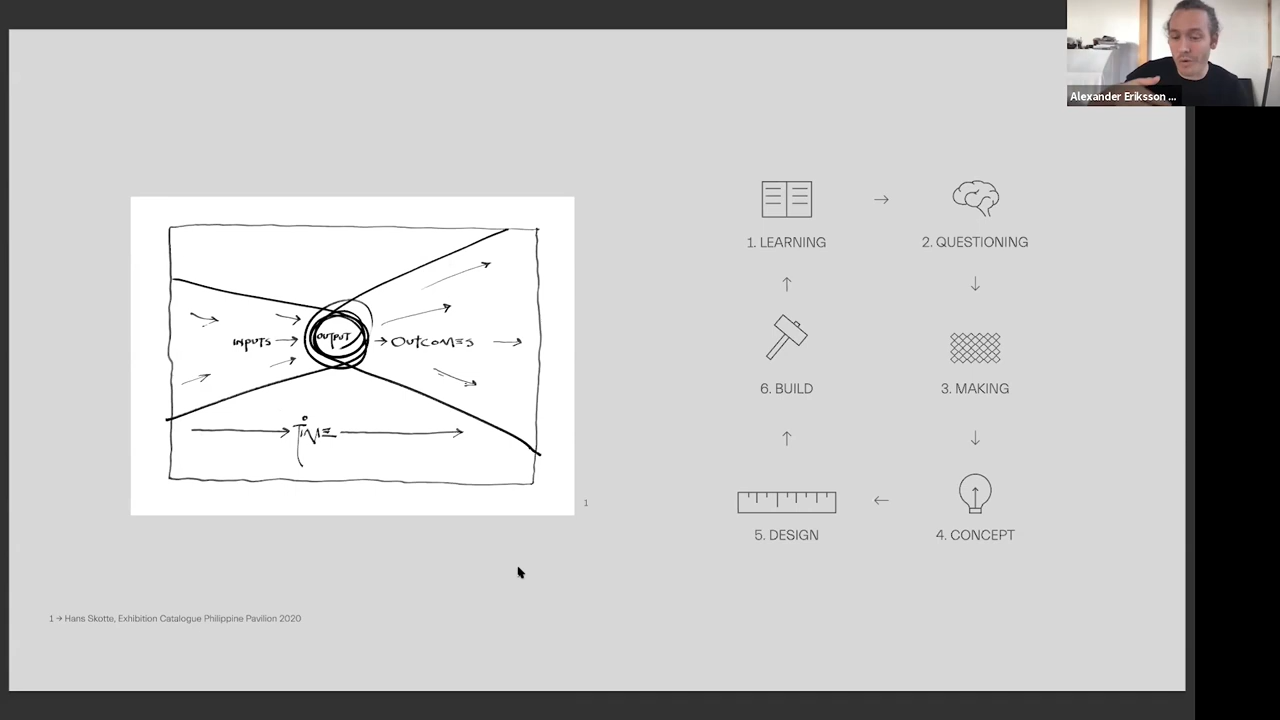 Alexander Eriksson ...
INPUTS
OUTPUT
OUTCOMES
TIME
1
1. LEARNING
2. QUESTIONING
6. BUILD
3. MAKING
5. DESIGN
4. CONCEPT
1 → Hans Skotte, Exhibition Catalogue Philippine Pavilion 2020